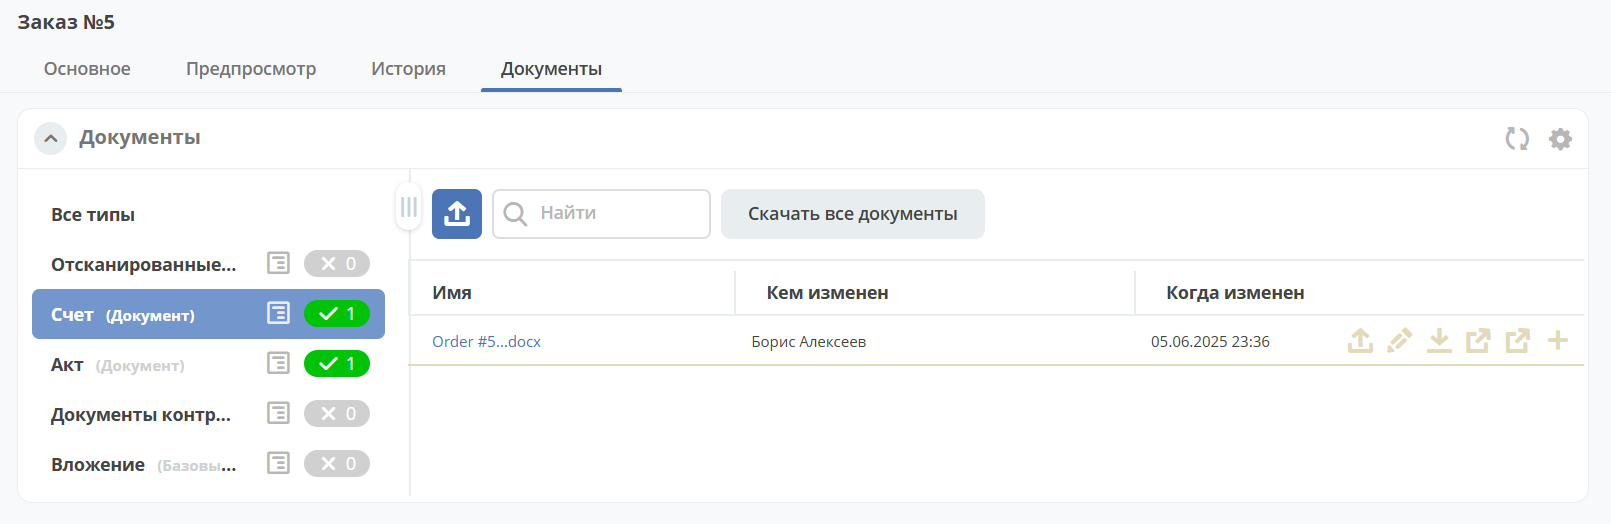 Заказ №5
Основное Предпросмотр История Документы
Документы
Все типы
Отсканированные... 0
Счет (Документ) 1
Акт (Документ) 1
Документы контр... 0
Вложение (Базовы... 0
Найти Скачать все документы
Имя Кем изменен Когда изменен
Order #5...docx Борис Алексеев 05.06.2025 23:36